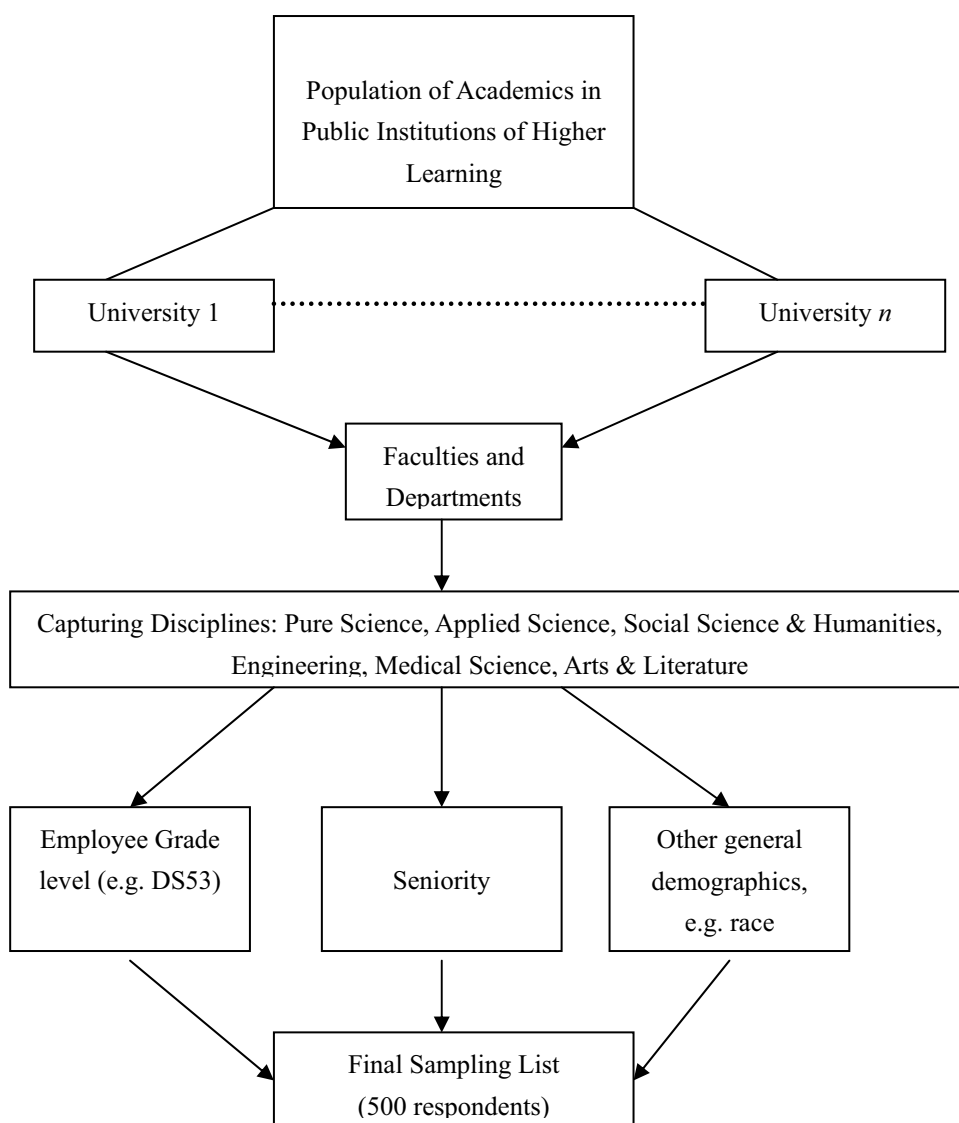 Population of Academics in
Public Institutions of Higher
Learning
University 1
University n
Faculties and
Departments
Capturing Disciplines: Pure Science, Applied Science, Social Science & Humanities,
Engineering, Medical Science, Arts & Literature
Employee Grade
level (e.g. DS53)
Seniority
Other general
demographics,
e.g. race
Final Sampling List
(500 respondents)